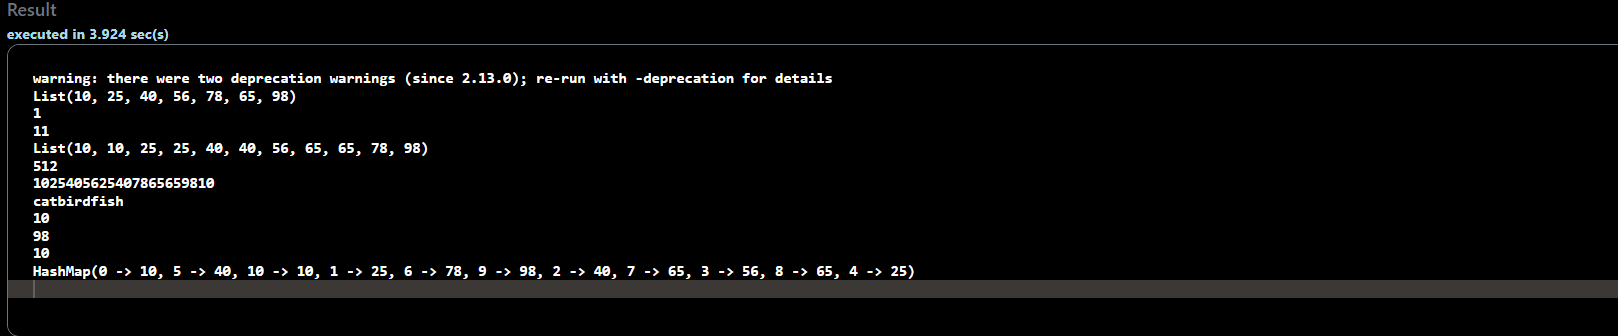 Result
executed in 3.924 sec(s)
warning: there were two deprecation warnings (since 2.13.0); re-run with -deprecation for details
List(10, 25, 40, 56, 78, 65, 98)
1
11
List(10, 10, 25, 25, 40, 40, 56, 65, 65, 78, 98)
512
1025405625407865659810
catbirdfish
10
98
10
HashMap(0 -> 10, 5 -> 40, 10 -> 10, 1 -> 25, 6 -> 78, 9 -> 98, 2 -> 40, 7 -> 65, 3 -> 56, 8 -> 65, 4 -> 25)